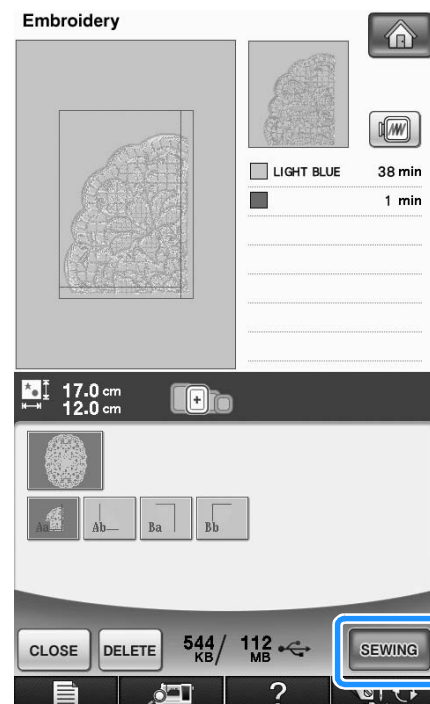 Embroidery
LIGHT BLUE 38 min
1 min
17.0 cm
12.0 cm
Aa Ab Ba Bb
CLOSE DELETE 544 KB/ 112 MB SEWING
?